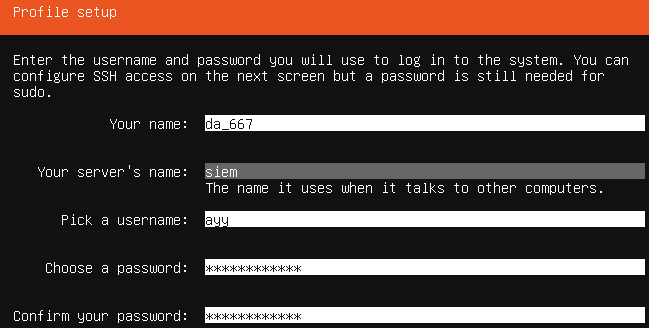 Profile setup
Enter the username and password you will use to log in to the system. You can
configure SSH access on the next screen but a password is still needed for
sudo.
Your name: da_667
Your server's name: siem
The name it uses when it talks to other computers.
Pick a username: ayy
Choose a password: ************
Confirm your password: ************